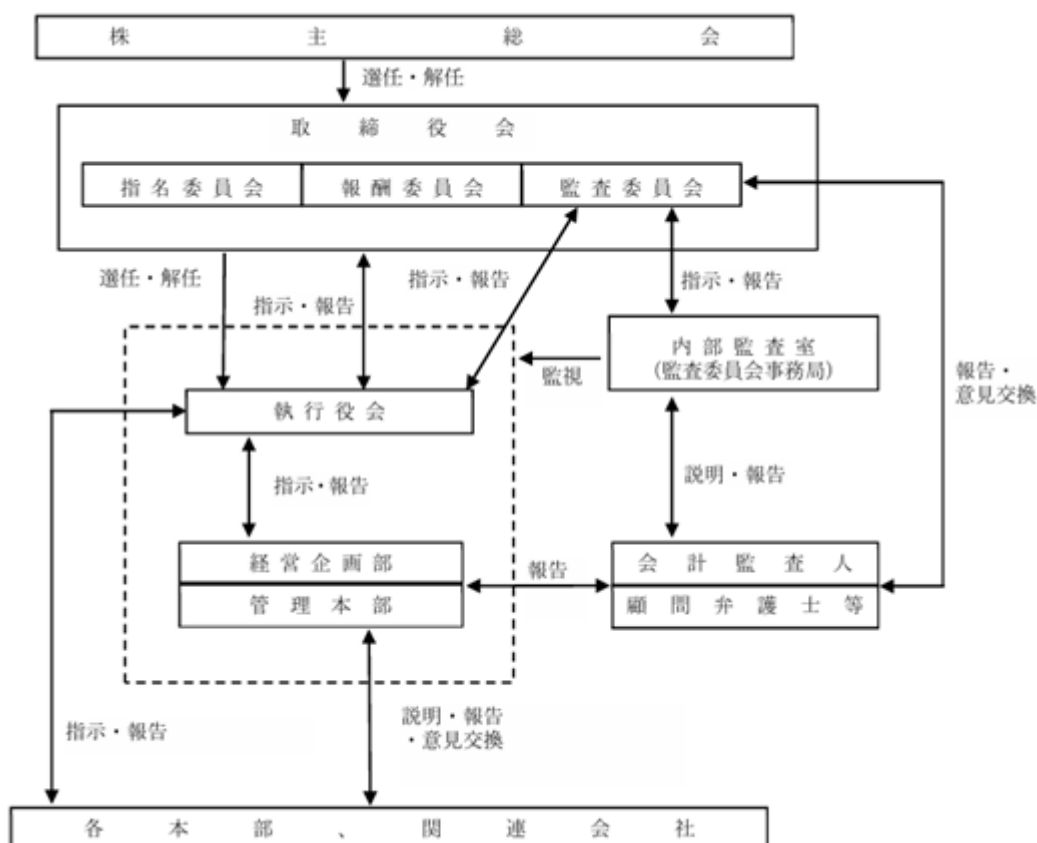 株主総会
選任・解任
取締役会
指名委員会
報酬委員会
監査委員会
選任・解任
指示・報告
指示・報告
指示・報告
内部監査室
(監査委員会事務局)
監視
報告・
意見交換
執行役会
指示・報告
説明・報告
経営企画部
管理本部
報告
会計監査人
顧問弁護士等
指示・報告
説明・報告
・意見交換
各本部、関連会社